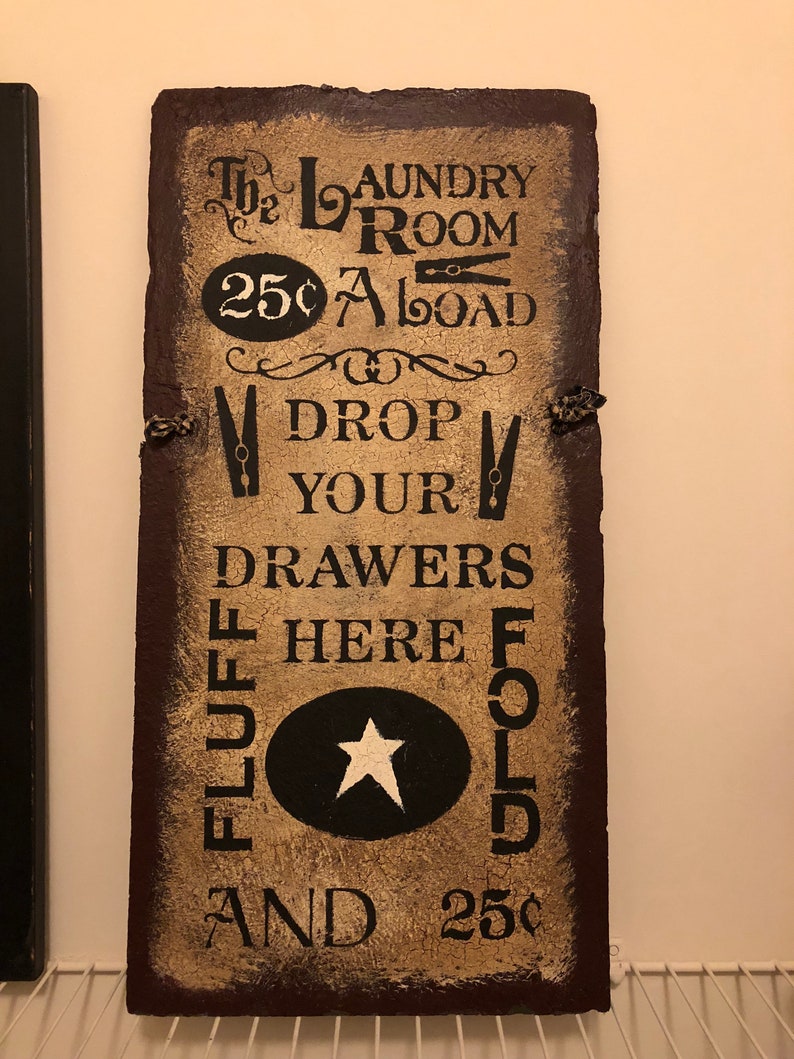 The LAUNDRY
ROOM
25¢ A LOAD
DROP
YOUR
DRAWERS
HERE
FLUFF
AND
FOLD
25¢